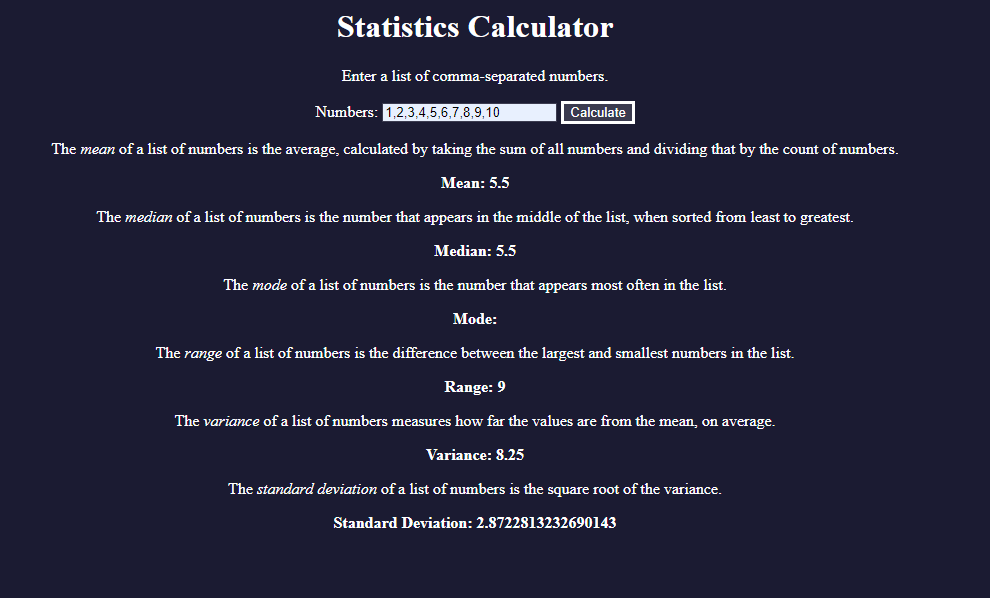 Statistics Calculator
Enter a list of comma-separated numbers.
Numbers: 1,2,3,4,5,6,7,8,9,10 Calculate
The mean of a list of numbers is the average, calculated by taking the sum of all numbers and dividing that by the count of numbers.
Mean: 5.5
The median of a list of numbers is the number that appears in the middle of the list, when sorted from least to greatest.
Median: 5.5
The mode of a list of numbers is the number that appears most often in the list.
Mode:
The range of a list of numbers is the difference between the largest and smallest numbers in the list.
Range: 9
The variance of a list of numbers measures how far the values are from the mean, on average.
Variance: 8.25
The standard deviation of a list of numbers is the square root of the variance.
Standard Deviation: 2.8722813232690143